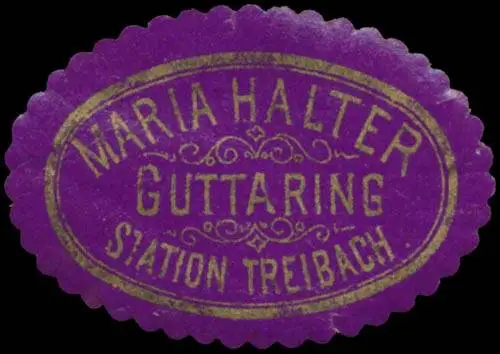 MARIA HALTER
GUTTARING
STATION TREIBACH.